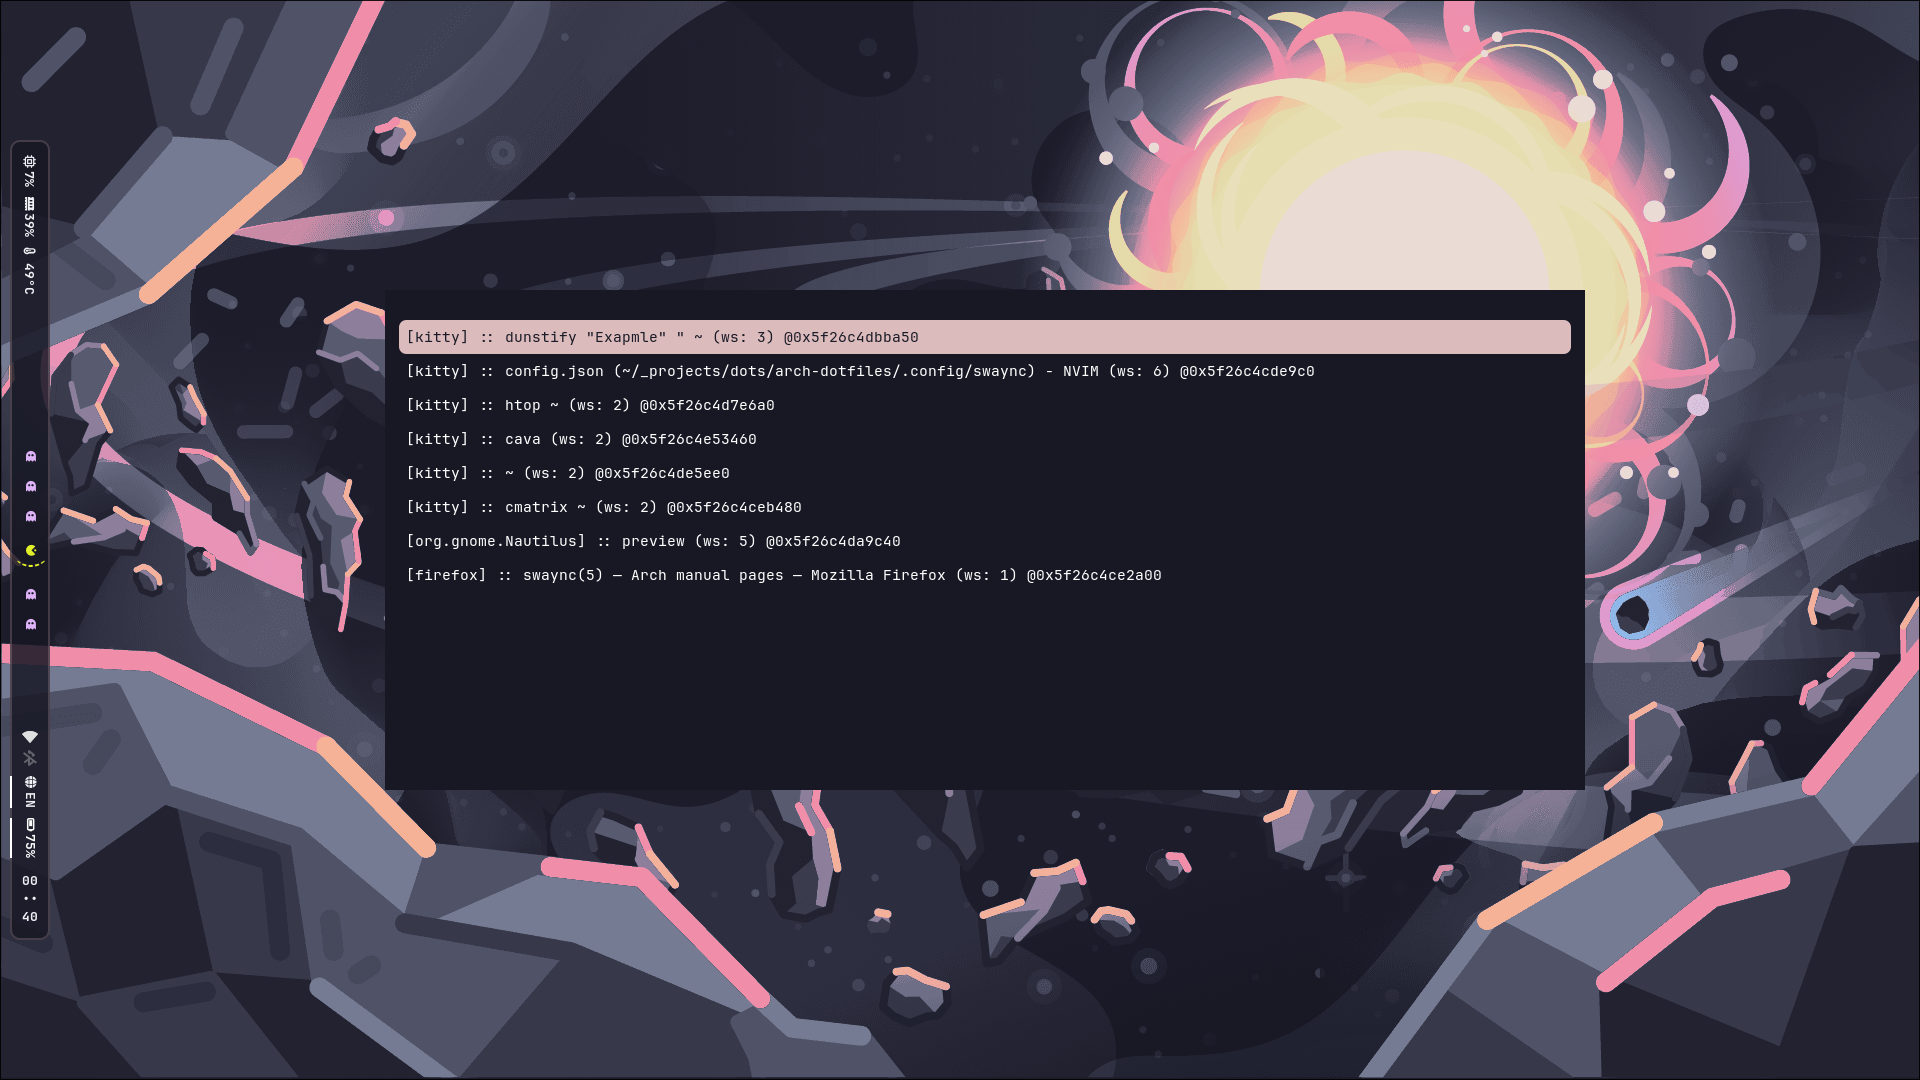 7%
39%
49°C
[kitty] :: dunstify "Exapmle" " ~ (ws: 3) @0x5f26c4dbba50
[kitty] :: config.json (~/_projects/dots/arch-dotfiles/.config/swaync) - NVIM (ws: 6) @0x5f26c4cde9c0
[kitty] :: htop ~ (ws: 2) @0x5f26c4d7e6a0
[kitty] :: cava (ws: 2) @0x5f26c4e53460
[kitty] :: ~ (ws: 2) @0x5f26c4de5ee0
[kitty] :: cmatrix ~ (ws: 2) @0x5f26c4ceb480
[org.gnome.Nautilus] :: preview (ws: 5) @0x5f26c4da9c40
[firefox] :: swaync(5) — Arch manual pages — Mozilla Firefox (ws: 1) @0x5f26c4ce2a00
EN
75%
00
••
40